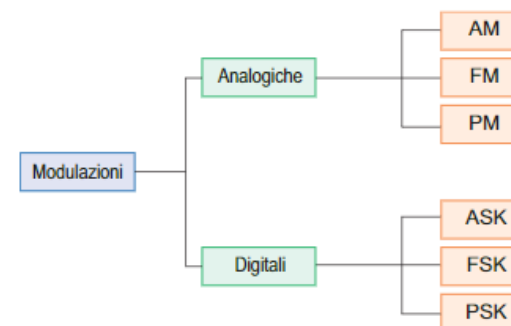 Modulazioni
Analogiche
AM
FM
PM
Digitali
ASK
FSK
PSK